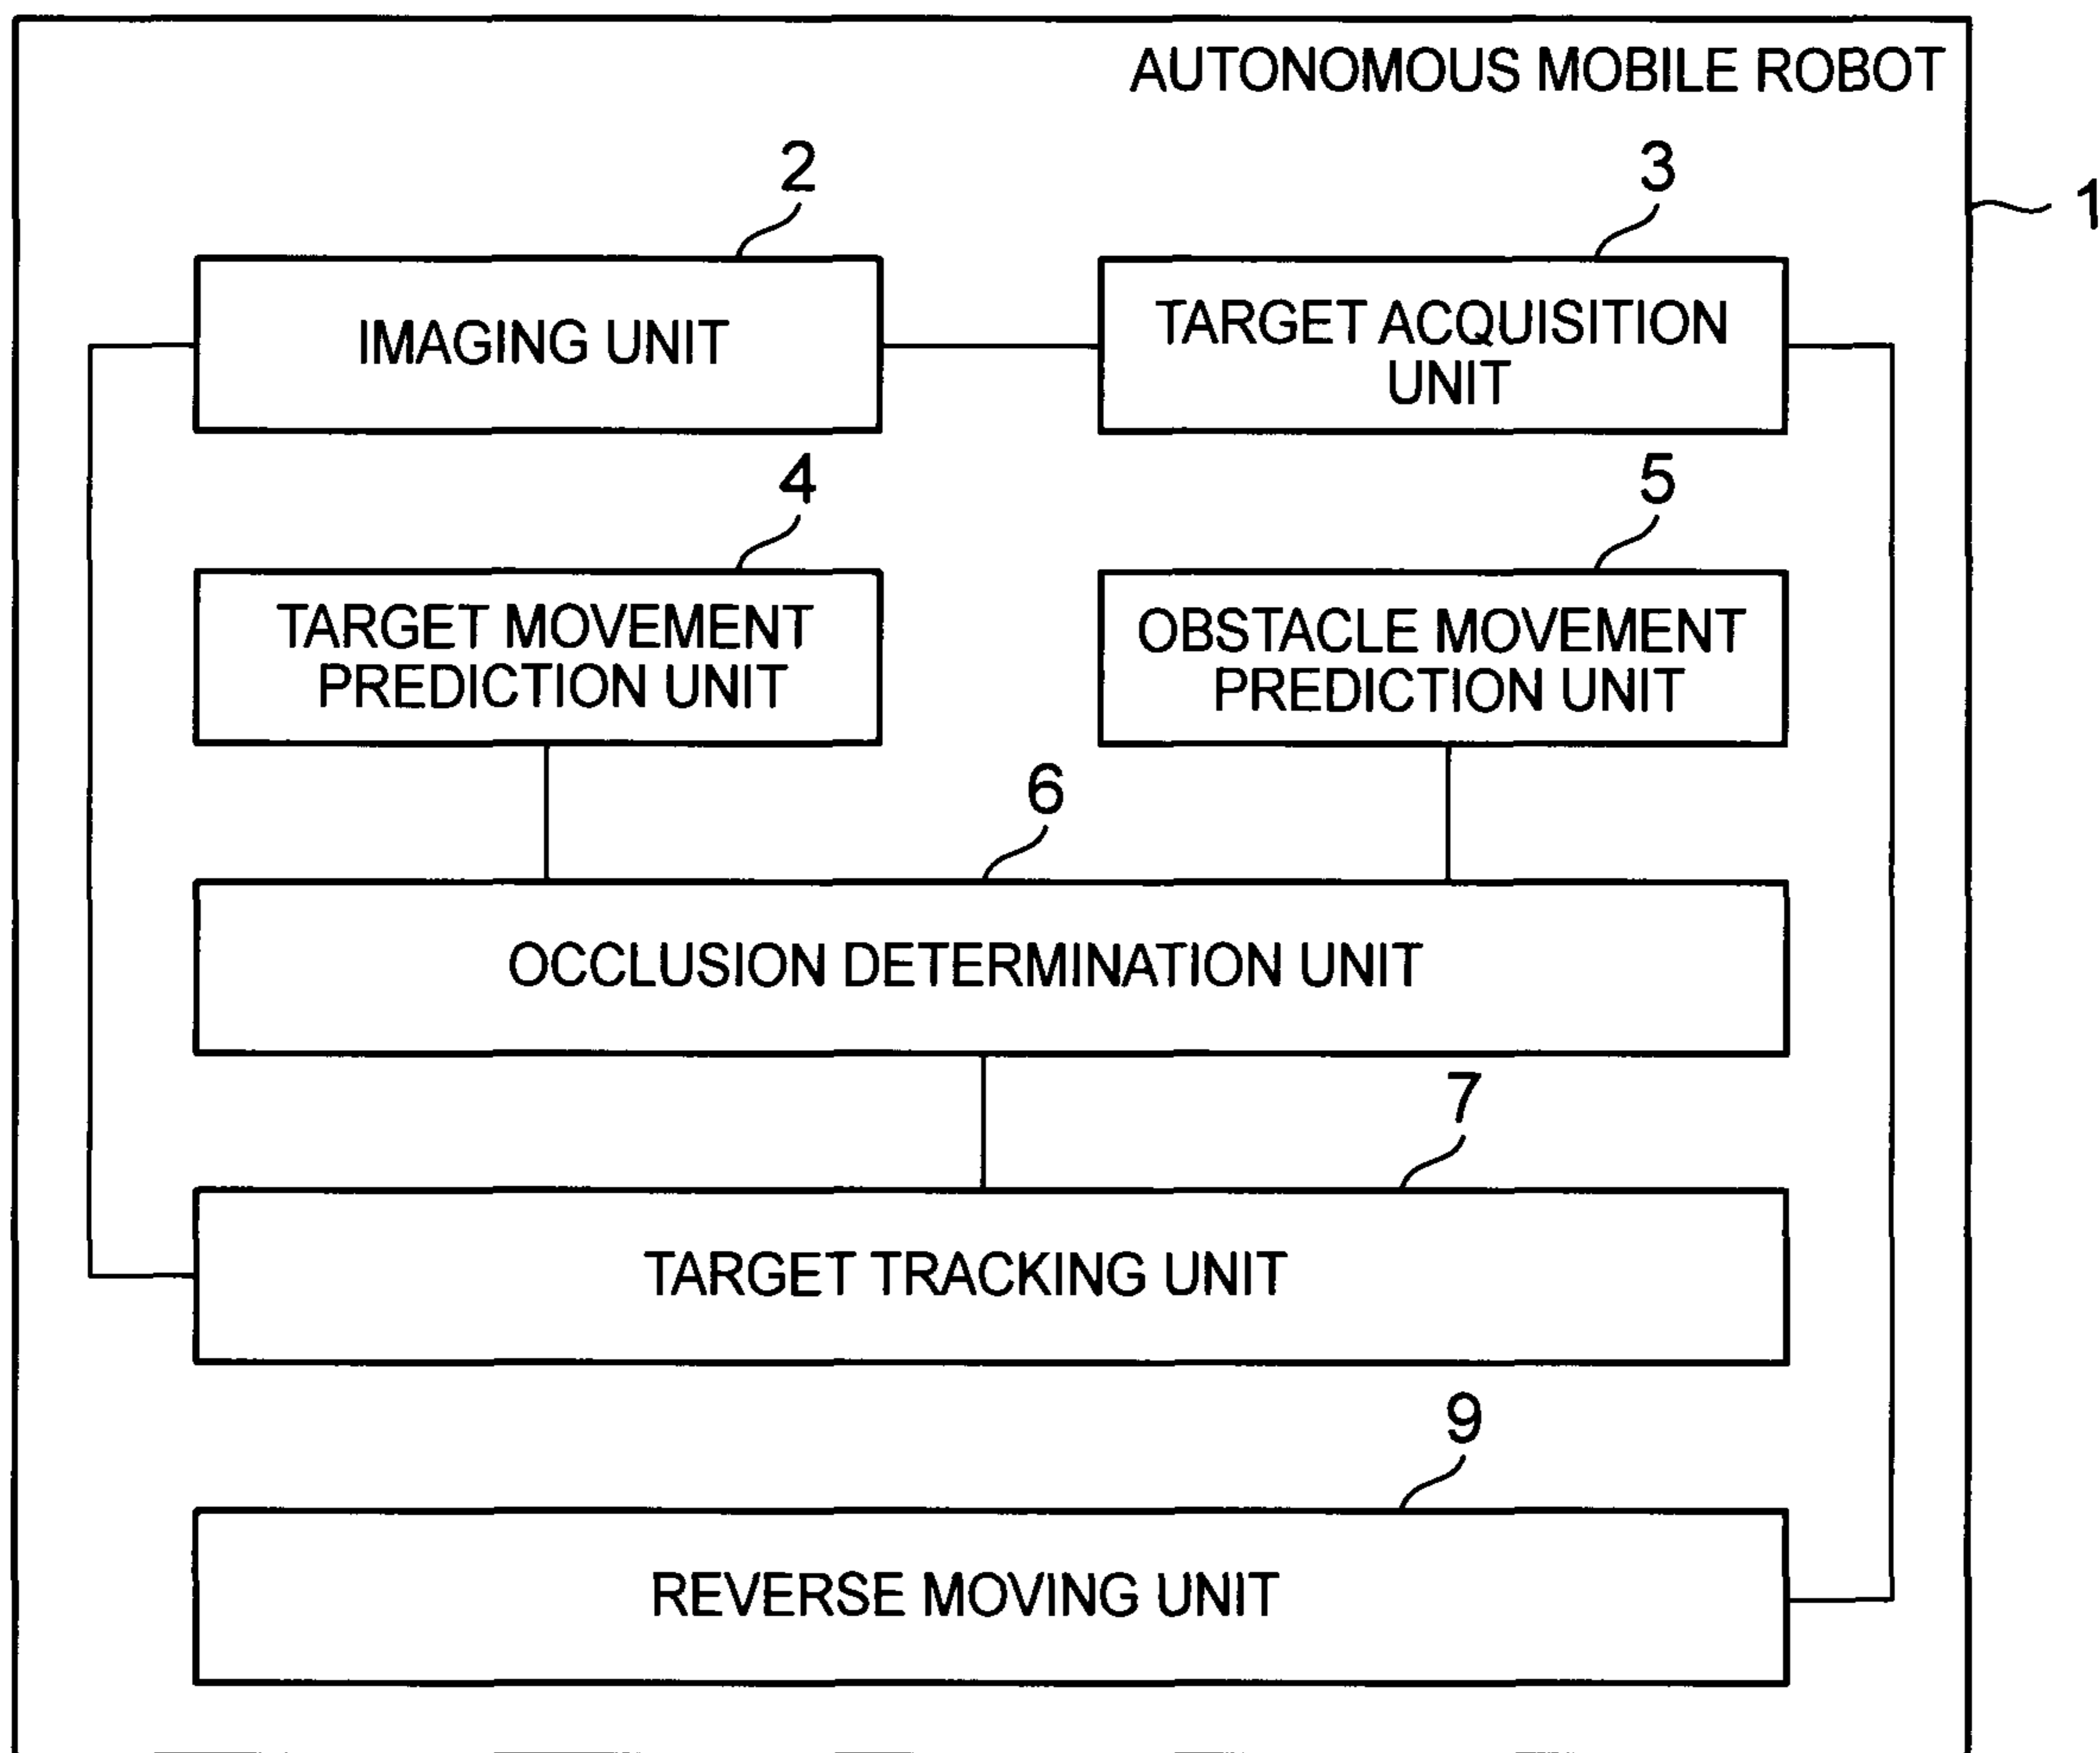 AUTONOMOUS MOBILE ROBOT
2
3
1
IMAGING UNIT
TARGET ACQUISITION
UNIT
4
5
TARGET MOVEMENT
PREDICTION UNIT
OBSTACLE MOVEMENT
PREDICTION UNIT
6
OCCLUSION DETERMINATION UNIT
7
TARGET TRACKING UNIT
9
REVERSE MOVING UNIT